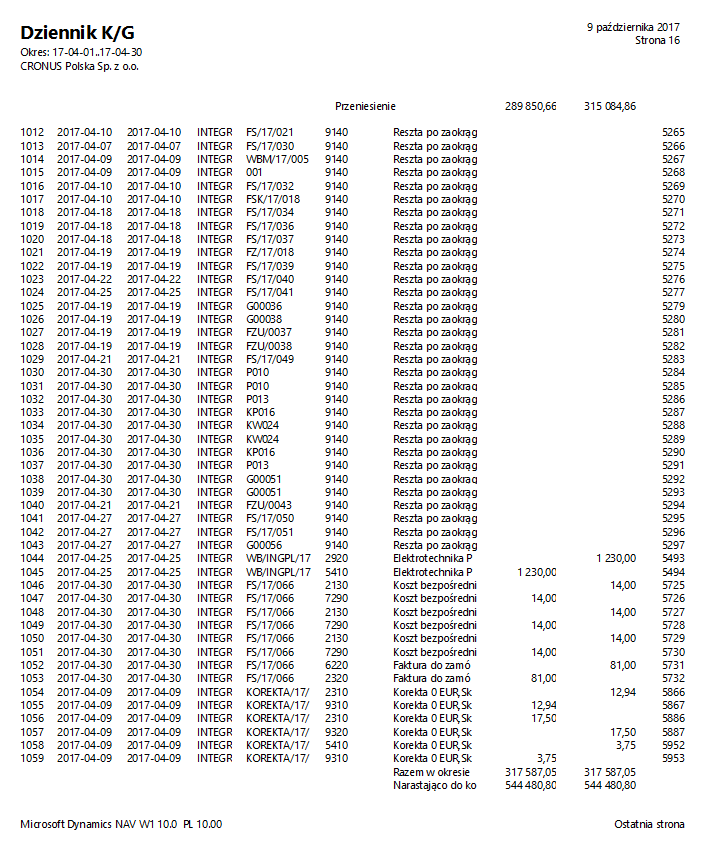 Dziennik K/G
9 października 2017
Okres: 17-04-01..17-04-30
Strona 16
CRONUS Polska Sp. z o.o.
Przeniesienie 289 850,66 315 084,86
1012 2017-04-10 2017-04-10 INTEGR FS/17/021 9140 Reszta po zaokrąg 5265
1013 2017-04-07 2017-04-07 INTEGR FS/17/030 9140 Reszta po zaokrąg 5266
1014 2017-04-09 2017-04-09 INTEGR WBM/17/005 9140 Reszta po zaokrąg 5267
1015 2017-04-09 2017-04-09 INTEGR 001 9140 Reszta po zaokrąg 5268
1016 2017-04-10 2017-04-10 INTEGR FS/17/032 9140 Reszta po zaokrąg 5269
1017 2017-04-10 2017-04-10 INTEGR FSK/17/018 9140 Reszta po zaokrąg 5270
1018 2017-04-18 2017-04-18 INTEGR FS/17/034 9140 Reszta po zaokrąg 5271
1019 2017-04-18 2017-04-18 INTEGR FS/17/036 9140 Reszta po zaokrąg 5272
1020 2017-04-18 2017-04-18 INTEGR FS/17/037 9140 Reszta po zaokrąg 5273
1021 2017-04-19 2017-04-19 INTEGR FZ/17/018 9140 Reszta po zaokrąg 5274
1022 2017-04-19 2017-04-19 INTEGR FS/17/039 9140 Reszta po zaokrąg 5275
1023 2017-04-22 2017-04-22 INTEGR FS/17/040 9140 Reszta po zaokrąg 5276
1024 2017-04-25 2017-04-25 INTEGR FS/17/041 9140 Reszta po zaokrąg 5277
1025 2017-04-19 2017-04-19 INTEGR G00036 9140 Reszta po zaokrąg 5279
1026 2017-04-19 2017-04-19 INTEGR G00038 9140 Reszta po zaokrąg 5280
1027 2017-04-19 2017-04-19 INTEGR FZU/0037 9140 Reszta po zaokrąg 5281
1028 2017-04-19 2017-04-19 INTEGR FZU/0038 9140 Reszta po zaokrąg 5282
1029 2017-04-21 2017-04-21 INTEGR FS/17/049 9140 Reszta po zaokrąg 5283
1030 2017-04-30 2017-04-30 INTEGR P010 9140 Reszta po zaokrąg 5284
1031 2017-04-30 2017-04-30 INTEGR P010 9140 Reszta po zaokrąg 5285
1032 2017-04-30 2017-04-30 INTEGR P013 9140 Reszta po zaokrąg 5286
1033 2017-04-30 2017-04-30 INTEGR KP016 9140 Reszta po zaokrąg 5287
1034 2017-04-30 2017-04-30 INTEGR KW024 9140 Reszta po zaokrąg 5288
1035 2017-04-30 2017-04-30 INTEGR KW024 9140 Reszta po zaokrąg 5289
1036 2017-04-30 2017-04-30 INTEGR KP016 9140 Reszta po zaokrąg 5290
1037 2017-04-30 2017-04-30 INTEGR P013 9140 Reszta po zaokrąg 5291
1038 2017-04-30 2017-04-30 INTEGR G00051 9140 Reszta po zaokrąg 5292
1039 2017-04-30 2017-04-30 INTEGR G00051 9140 Reszta po zaokrąg 5293
1040 2017-04-21 2017-04-21 INTEGR FZU/0043 9140 Reszta po zaokrąg 5294
1041 2017-04-27 2017-04-27 INTEGR FS/17/050 9140 Reszta po zaokrąg 5295
1042 2017-04-27 2017-04-27 INTEGR FS/17/051 9140 Reszta po zaokrąg 5296
1043 2017-04-27 2017-04-27 INTEGR G00056 9140 Reszta po zaokrąg 5297
1044 2017-04-25 2017-04-25 INTEGR WB/INGPL/17 2920 Elektrotechnika P 1 230,00 5493
1045 2017-04-25 2017-04-25 INTEGR WB/INGPL/17 5410 Elektrotechnika P 1 230,00 5494
1046 2017-04-30 2017-04-30 INTEGR FS/17/066 2130 Koszt bezpośredni 14,00 5725
1047 2017-04-30 2017-04-30 INTEGR FS/17/066 7290 Koszt bezpośredni 14,00 5726
1048 2017-04-30 2017-04-30 INTEGR FS/17/066 2130 Koszt bezpośredni 14,00 5727
1049 2017-04-30 2017-04-30 INTEGR FS/17/066 7290 Koszt bezpośredni 14,00 5728
1050 2017-04-30 2017-04-30 INTEGR FS/17/066 2130 Koszt bezpośredni 14,00 5729
1051 2017-04-30 2017-04-30 INTEGR FS/17/066 7290 Koszt bezpośredni 14,00 5730
1052 2017-04-30 2017-04-30 INTEGR FS/17/066 6220 Faktura do zamó 81,00 5731
1053 2017-04-30 2017-04-30 INTEGR FS/17/066 2320 Faktura do zamó 81,00 5732
1054 2017-04-09 2017-04-09 INTEGR KOREKTA/17/ 2310 Korekta 0 EUR,Sk 12,94 5866
1055 2017-04-09 2017-04-09 INTEGR KOREKTA/17/ 9310 Korekta 0 EUR,Sk 12,94 5867
1056 2017-04-09 2017-04-09 INTEGR KOREKTA/17/ 2310 Korekta 0 EUR,Sk 17,50 5886
1057 2017-04-09 2017-04-09 INTEGR KOREKTA/17/ 9320 Korekta 0 EUR,Sk 17,50 5887
1058 2017-04-09 2017-04-09 INTEGR KOREKTA/17/ 5410 Korekta 0 EUR,Sk 3,75 5952
1059 2017-04-09 2017-04-09 INTEGR KOREKTA/17/ 9310 Korekta 0 EUR,Sk 3,75 5953
Razem w okresie 317 587,05 317 587,05
Narastająco do ko 544 480,80 544 480,80
Microsoft Dynamics NAV W1 10.0 PL 10.00 Ostatnia strona